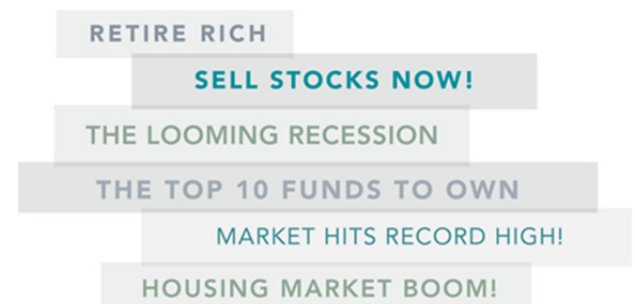 RETIRE RICH
SELL STOCKS NOW!
THE LOOMING RECESSION
THE TOP 10 FUNDS TO OWN
MARKET HITS RECORD HIGH!
HOUSING MARKET BOOM!